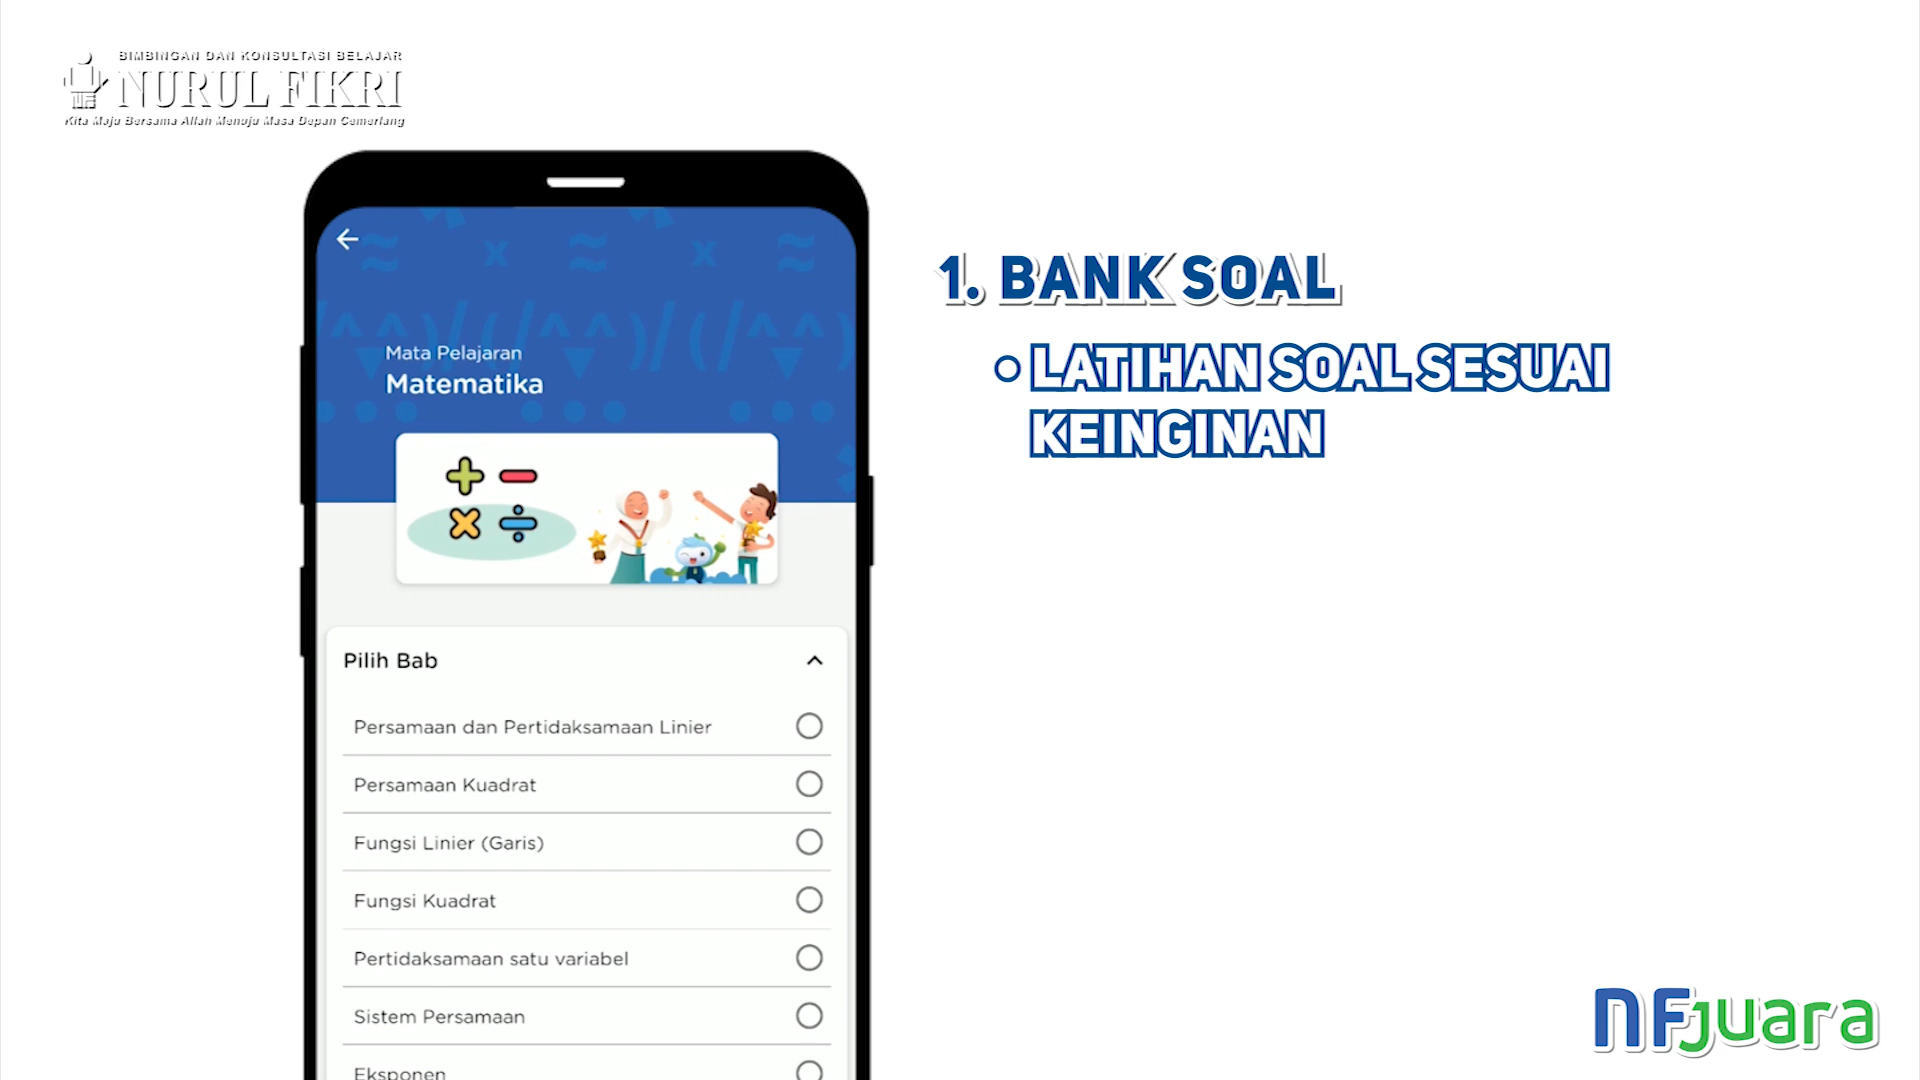 BIMBINGAN DAN KONSULTASI BELAJAR
NURUL FIKRI
Kita Maju Bersama Allah Menuju Masa Depan Cemerlang
1. BANK SOAL
LATIHAN SOAL SESUAI
KEINGINAN
Mata Pelajaran
Matematika
Pilih Bab
Persamaan dan Pertidaksamaan Linier
Persamaan Kuadrat
Fungsi Linier (Garis)
Fungsi Kuadrat
Pertidaksamaan satu variabel
Sistem Persamaan
Eksponen
NFjuara